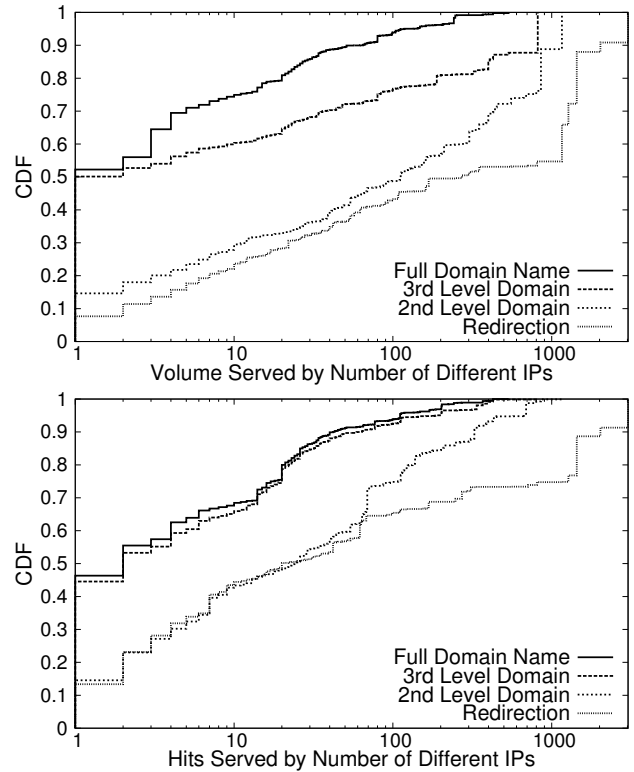 1
0.9
0.8
0.7
0.6
0.5
0.4
0.3
0.2
0.1
0
CDF
Full Domain Name
3rd Level Domain
2nd Level Domain
Redirection
1 10 100 1000
Volume Served by Number of Different IPs
1
0.9
0.8
0.7
0.6
0.5
0.4
0.3
0.2
0.1
0
CDF
Full Domain Name
3rd Level Domain
2nd Level Domain
Redirection
1 10 100 1000
Hits Served by Number of Different IPs